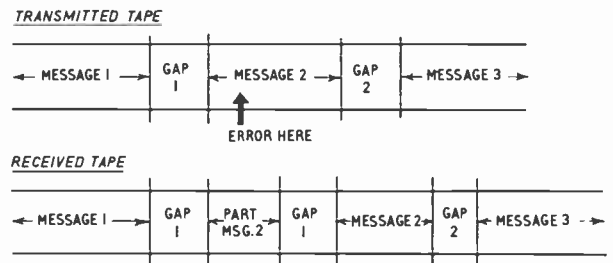 TRANSMITTED TAPE
MESSAGE 1
GAP
1
MESSAGE 2
GAP
2
MESSAGE 3
ERROR HERE
RECEIVED TAPE
MESSAGE 1
GAP
1
PART
MSG.2
GAP
1
MESSAGE 2
GAP
2
MESSAGE 3